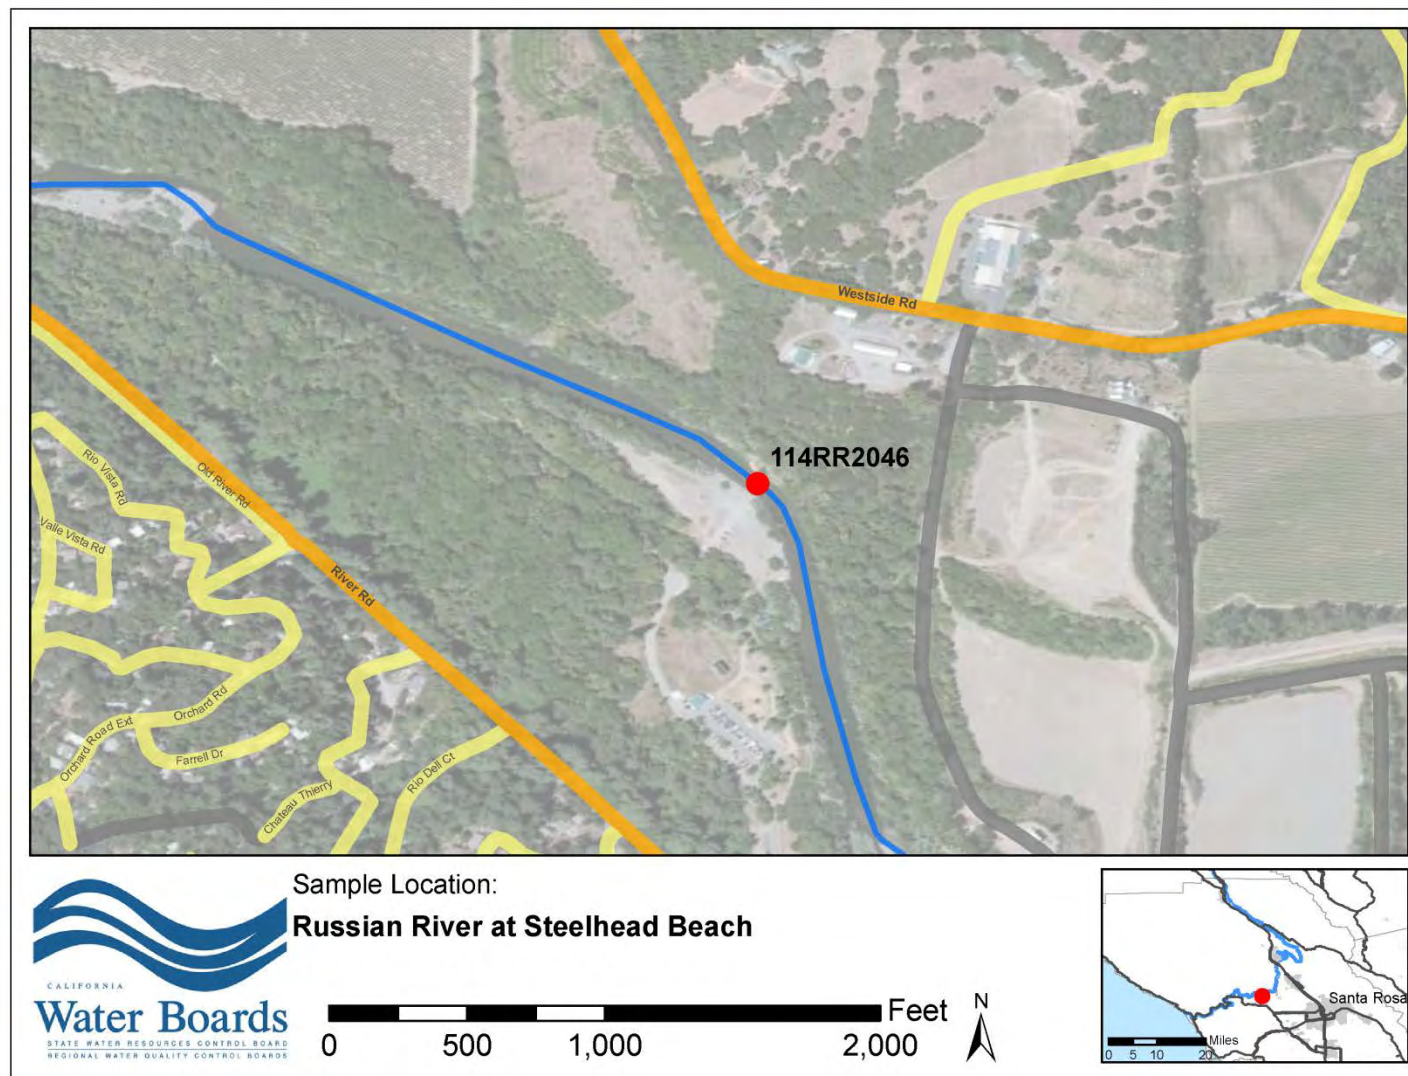 Westside Rd
114RR2046
Rio Vista Rd
Old River Rd
Valle Vista Rd
River Rd
Orchard Rd
Orchard Road Ext
Farrell Dr
Rio Dell Ct
Chateau Thierry
Sample Location:
Russian River at Steelhead Beach
CALIFORNIA
Water Boards
STATE WATER RESOURCES CONTROL BOARD
REGIONAL WATER QUALITY CONTROL BOARDS
Feet
0 500 1,000 2,000
N
Santa Rosa
Miles
0 5 10 20